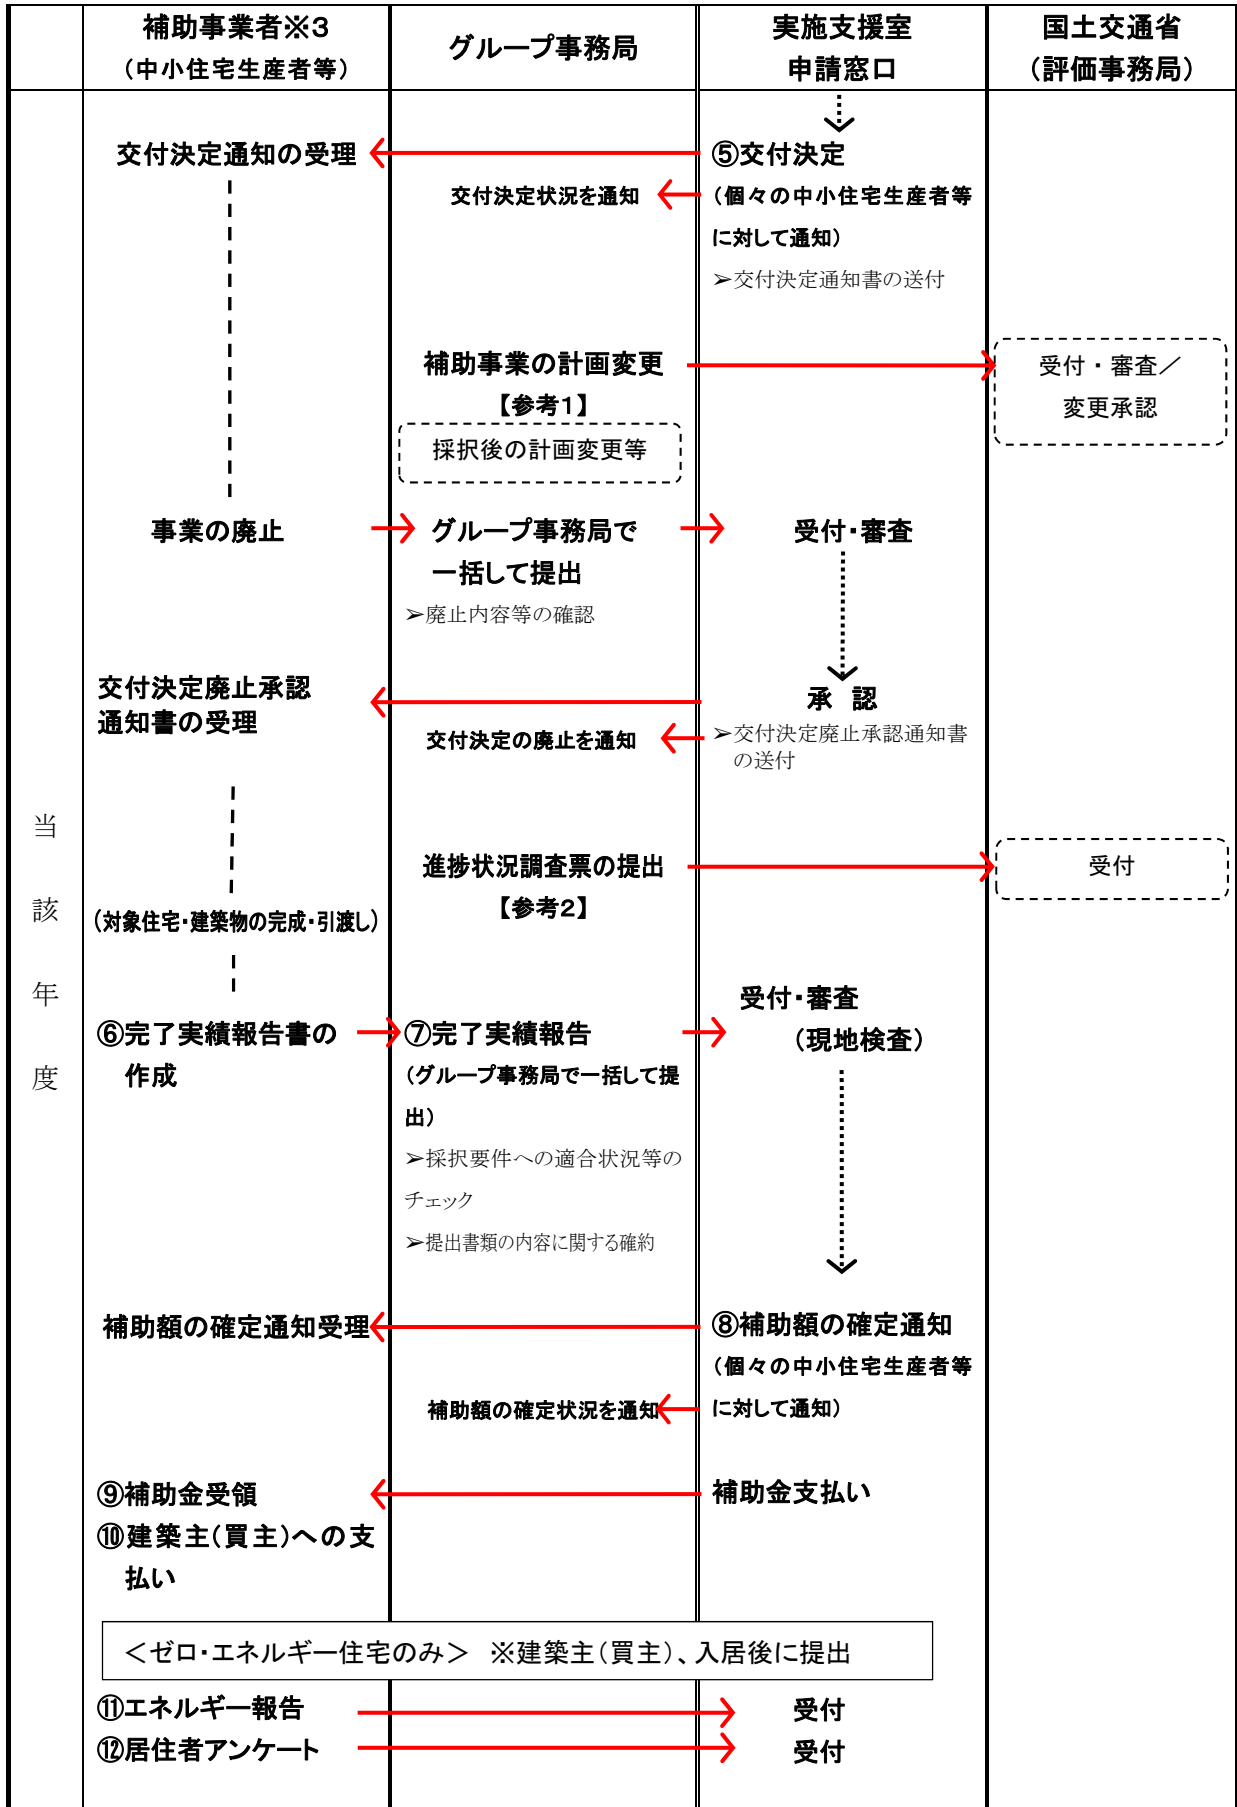 補助事業者※3
（中小住宅生産者等）
グループ事務局
実施支援室
申請窓口
国土交通省
（評価事務局）
当該年度
交付決定通知の受理
⑤交付決定
交付決定状況を通知
（個々の中小住宅生産者等
に対して通知）
➢交付決定通知書の送付
補助事業の計画変更
【参考1】
採択後の計画変更等
受付・審査／
変更承認
事業の廃止
グループ事務局で
一括して提出
➢廃止内容等の確認
受付・審査
交付決定廃止承認
通知書の受理
承 認
交付決定の廃止を通知
➢交付決定廃止承認通知書
の送付
進捗状況調査票の提出
【参考2】
受付
（対象住宅・建築物の完成・引渡し）
⑥完了実績報告書の
作成
⑦完了実績報告
（グループ事務局で一括して提
出）
➢採択要件への適合状況等の
チェック
➢提出書類の内容に関する確約
受付・審査
（現地検査）
補助額の確定通知受理
⑧補助額の確定通知
（個々の中小住宅生産者等
に対して通知）
補助額の確定状況を通知
⑨補助金受領
補助金支払い
⑩建築主（買主）への支
払い
＜ゼロ・エネルギー住宅のみ＞ ※建築主（買主）、入居後に提出
⑪エネルギー報告
受付
⑫居住者アンケート
受付